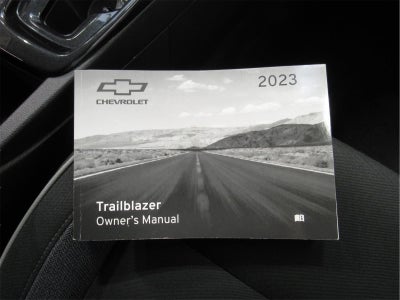 CHEVROLET
2023
Trailblazer
Owner's Manual